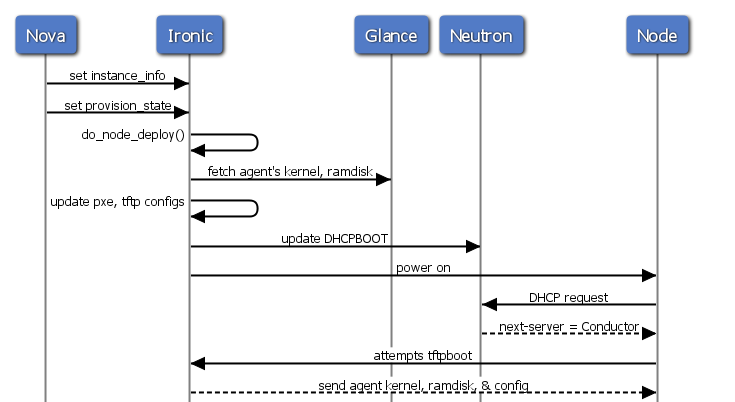 Nova
Ironic
Glance
Neutron
Node
set instance_info
set provision_state
do_node_deploy()
fetch agent's kernel, ramdisk
update pxe, tftp configs
update DHCPBOOT
power on
DHCP request
next-server = Conductor
attempts tftpboot
send agent kernel, ramdisk, & config